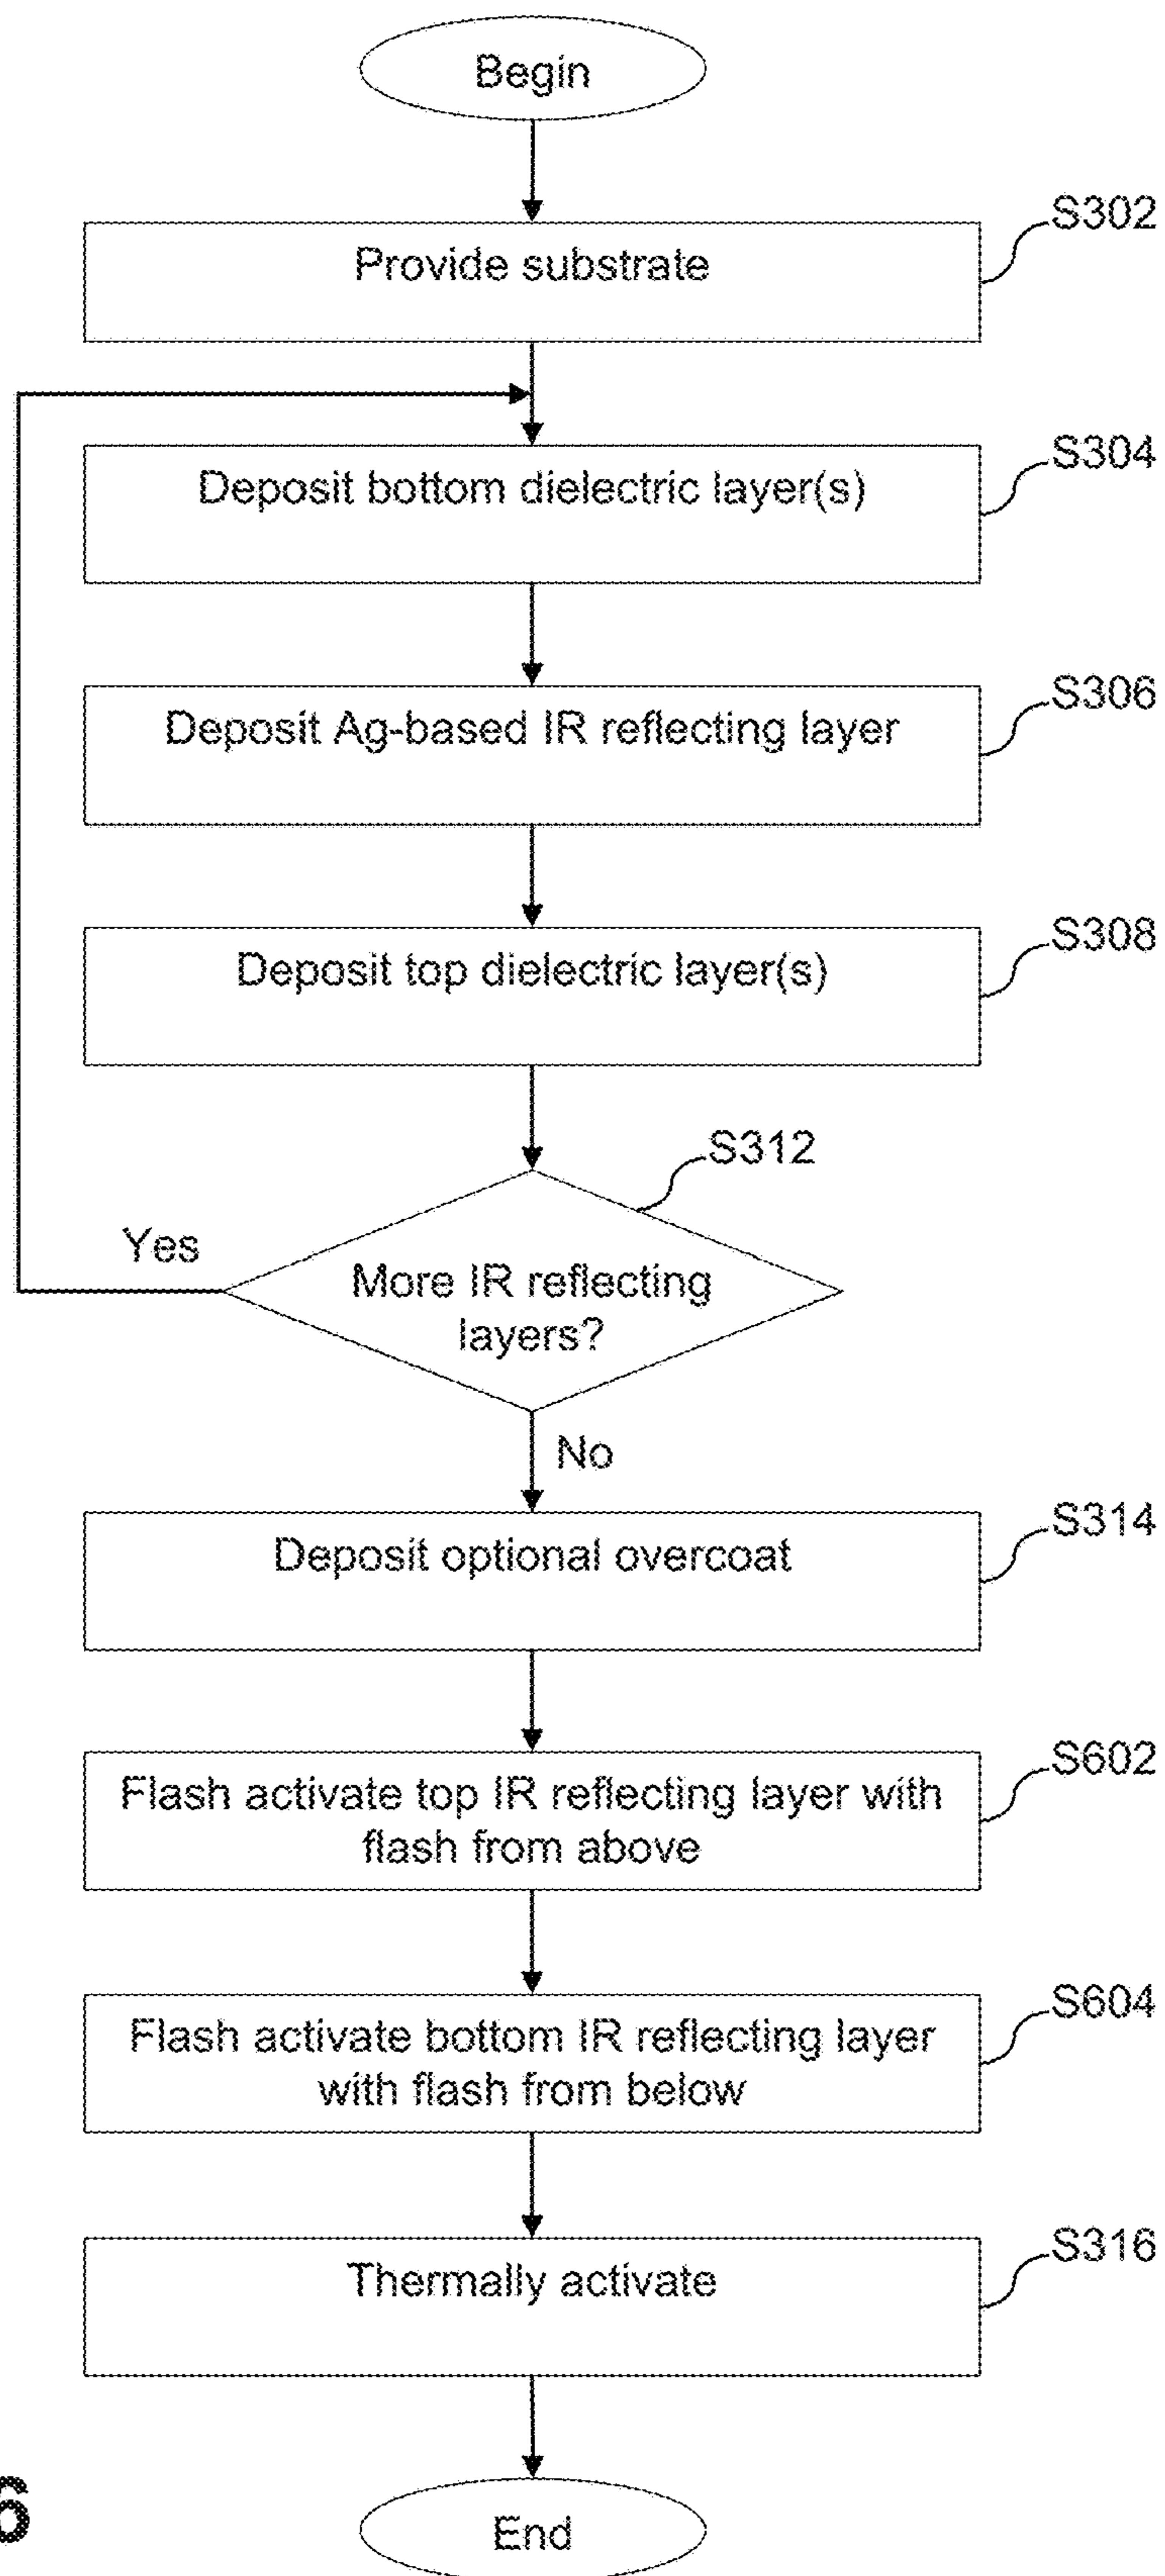 Begin
S302
Provide substrate
S304
Deposit bottom dielectric layer(s)
S306
Deposit Ag-based IR reflecting layer
S308
Deposit top dielectric layer(s)
S312
Yes
More IR reflecting
layers?
No
S314
Deposit optional overcoat
S602
Flash activate top IR reflecting layer with
flash from above
S604
Flash activate bottom IR reflecting layer
with flash from below
S316
Thermally activate
6
End